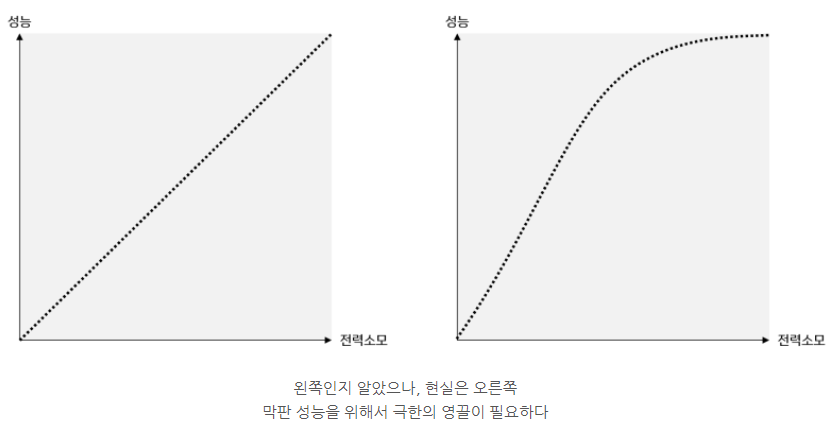 성능
성능
전력소모
전력소모
왼쪽인지 알았으나, 현실은 오른쪽
막판 성능을 위해서 극한의 영끌이 필요하다